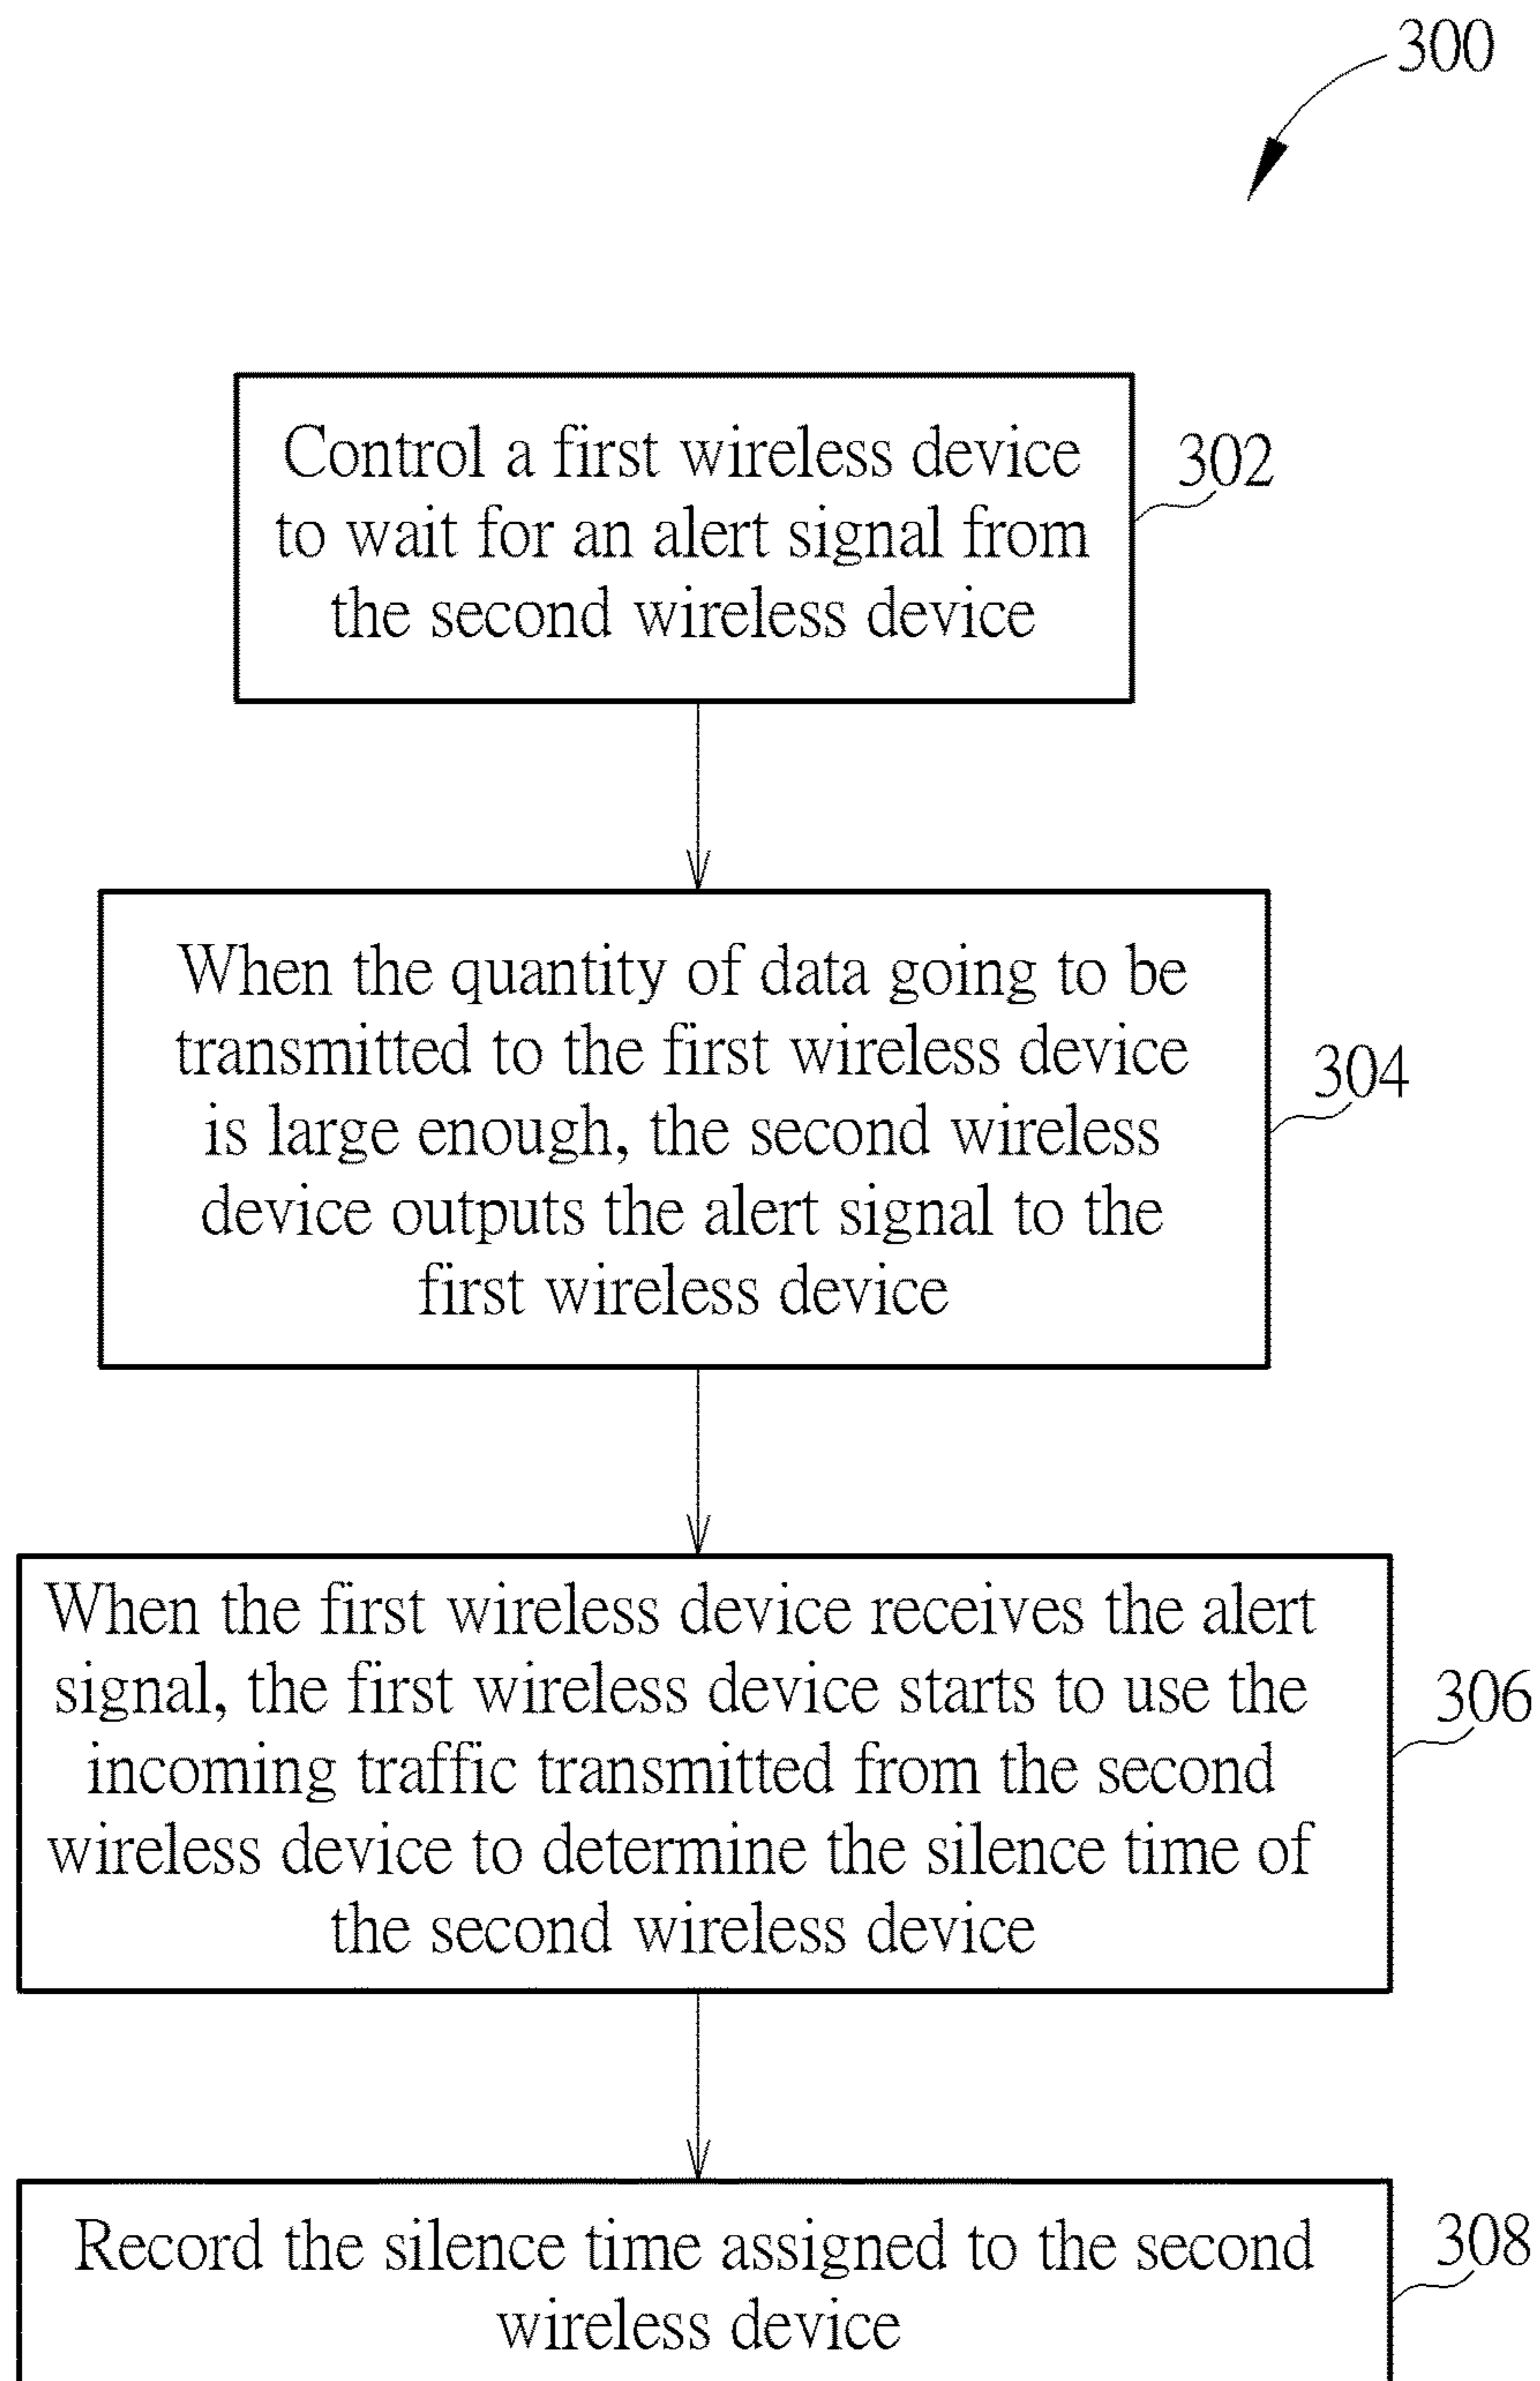 300
Control a first wireless device
to wait for an alert signal from
the second wireless device
302
When the quantity of data going to be
transmitted to the first wireless device
is large enough, the second wireless
device outputs the alert signal to the
first wireless device
304
When the first wireless device receives the alert
signal, the first wireless device starts to use the
incoming traffic transmitted from the second
wireless device to determine the silence time of
the second wireless device
306
Record the silence time assigned to the second
wireless device
308